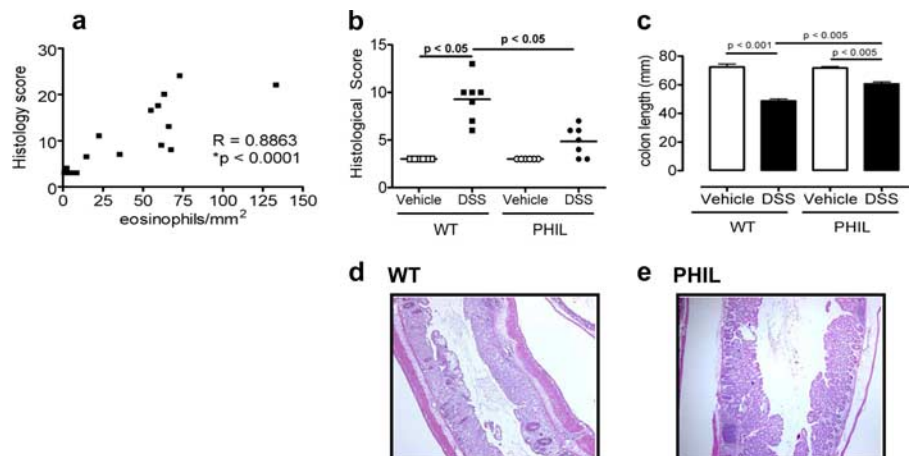 a
Histology score
30
20
10
0
0 25 50 75 100 125 150
eosinophils/mm²
R = 0.8863
*p < 0.0001
b
Histological Score
15
10
5
p < 0.05
p < 0.05
Vehicle DSS Vehicle DSS
WT PHIL
c
colon length (mm)
80
60
40
20
0
p < 0.005
p < 0.001
p < 0.005
Vehicle DSS Vehicle DSS
WT PHIL
d WT
e PHIL